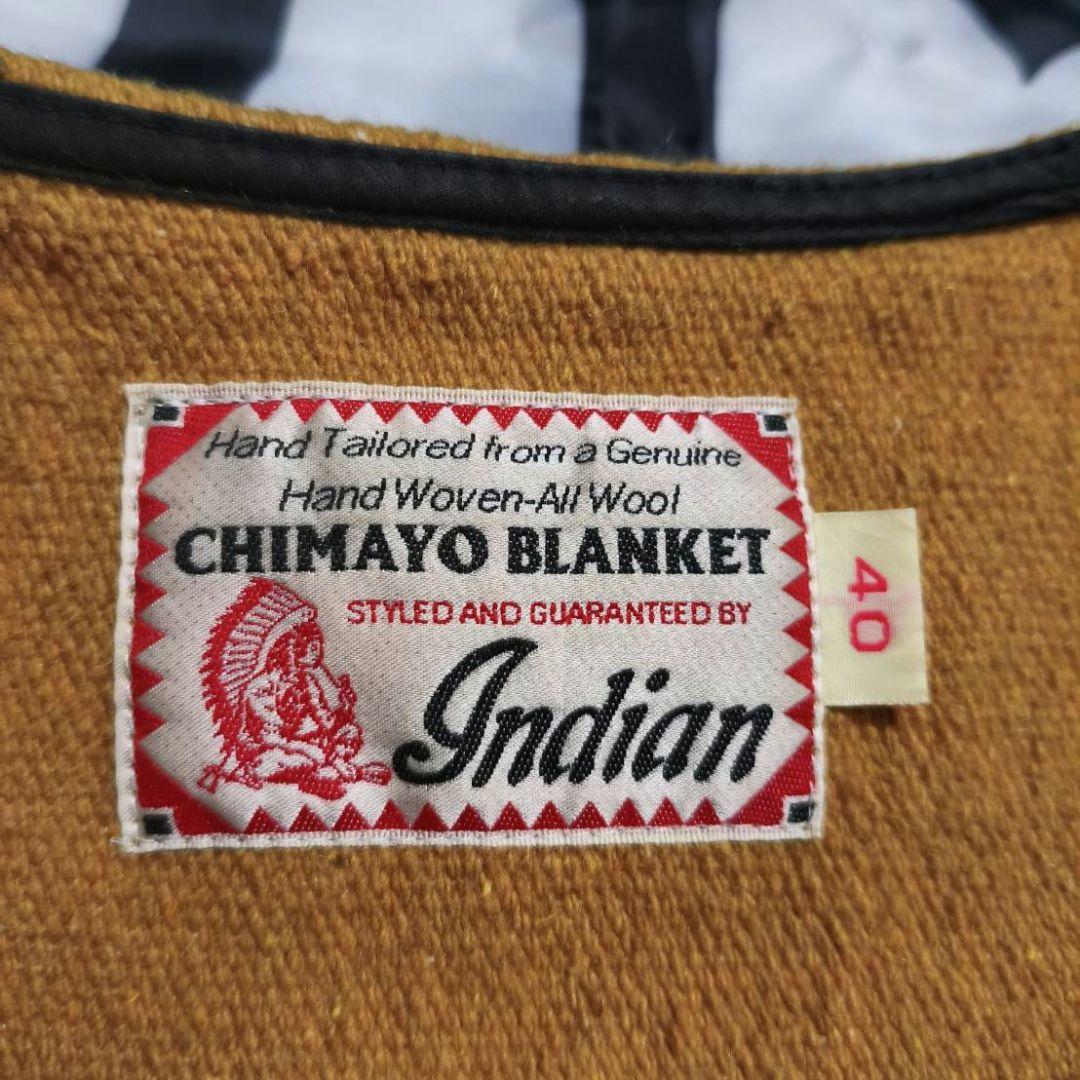 Hand Tailored from a Genuine
Hand Woven-All Wool
CHIMAYO BLANKET
STYLED AND GUARANTEED BY
Indian
40